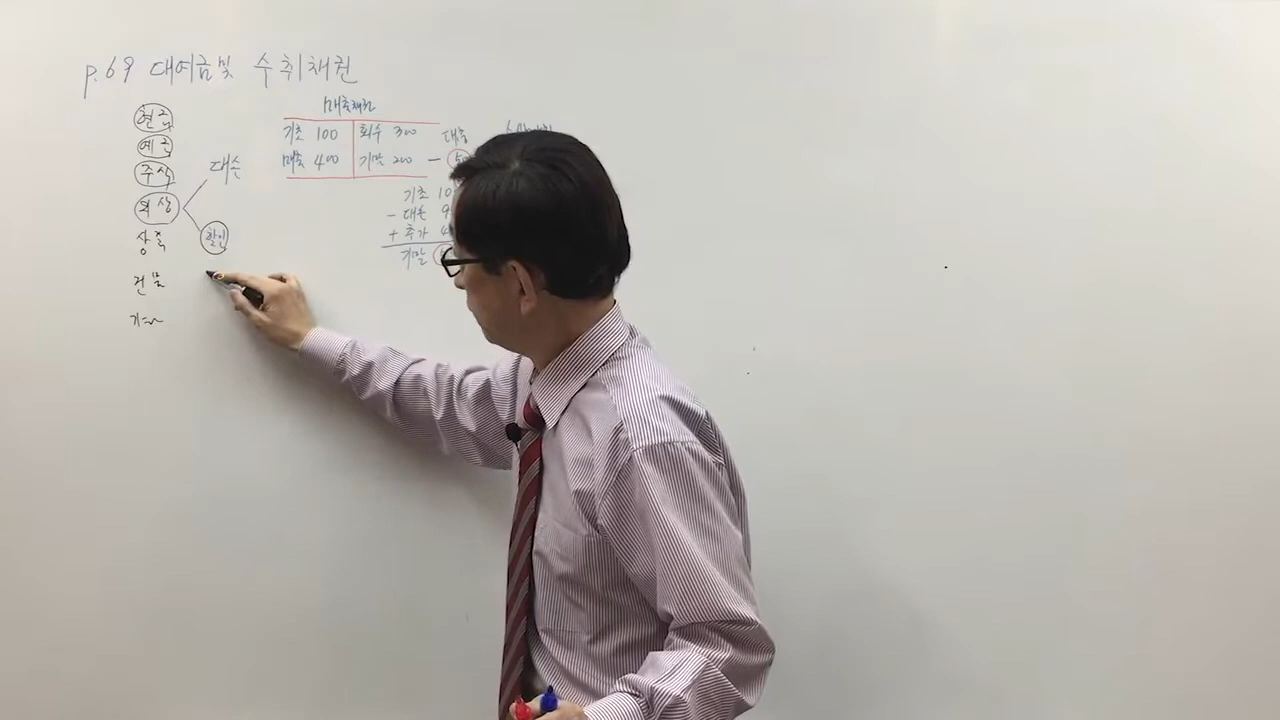 p.69 대여금 및 수취채권
현금
예금
주식
외상
상품
건물
대손
할인
매출채권
기초 100 회수 300
매출 400 기말 200 -
대손
기초 10
- 대손 9
+ 추가 4
기말